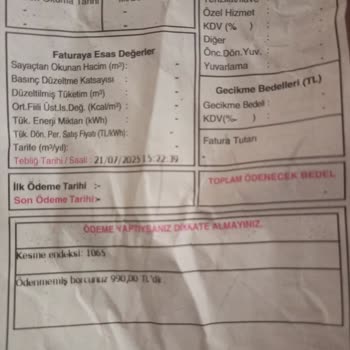 Özel Hizmet :
KDV (% ) :
Diğer :
Önc.Dön.Yuv. :
Yuvarlama :
Faturaya Esas Değerler
Sayaçtan Okunan Hacim (m³) : -
Basınç Düzeltme Katsayısı : -
Düzeltilmiş Tüketim (m³) : -
Ort.Fiili Üst.Is.Değ. (Kcal/m³) : -
Tük. Enerji Miktarı (kWh) : -
Tük. Dön. Per. Satış Fiyatı (TL/kWh) : -
Tarife (m³/yıl): -
Tebliğ Tarihi / Saati : 21/07/2025 15:22:39
Gecikme Bedelleri (TL)
Gecikme Bedeli : -
KDV(%- ) : -
Fatura Tutarı
-
İlk Ödeme Tarihi :-
Son Ödeme Tarihi:-
TOPLAM ÖDENECEK BEDEL
-
ÖDEME YAPTIYSANIZ DİKKATE ALMAYINIZ.
Kesme endeksi: 1065
Ödenmemiş borcunuz 990,00 TL'dir.